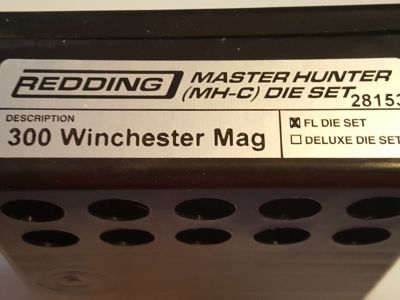 REDDING MASTER HUNTER
(MH-C) DIE SET 28153
DESCRIPTION
300 Winchester Mag
FL DIE SET
DELUXE DIE SET